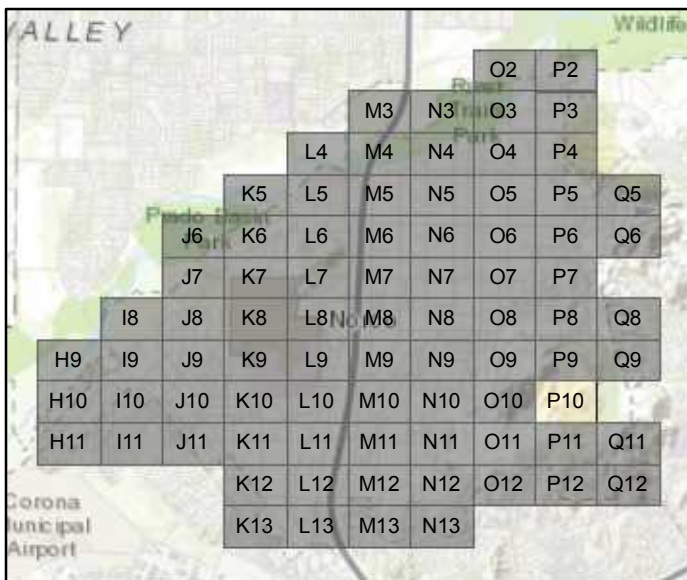 VALLEY
Wildlife
O2 P2
River
Trails
Park
M3 N3 O3 P3
L4 M4 N4 O4 P4
K5 L5 M5 N5 O5 P5 Q5
Prado Basin
Park
J6 K6 L6 M6 N6 O6 P6 Q6
J7 K7 L7 M7 N7 O7 P7
Norco
I8 J8 K8 L8 M8 N8 O8 P8 Q8
H9 I9 J9 K9 L9 M9 N9 O9 P9 Q9
H10 I10 J10 K10 L10 M10 N10 O10 P10
H11 I11 J11 K11 L11 M11 N11 O11 P11 Q11
K12 L12 M12 N12 O12 P12 Q12
K13 L13 M13 N13
Corona
Municipal
Airport